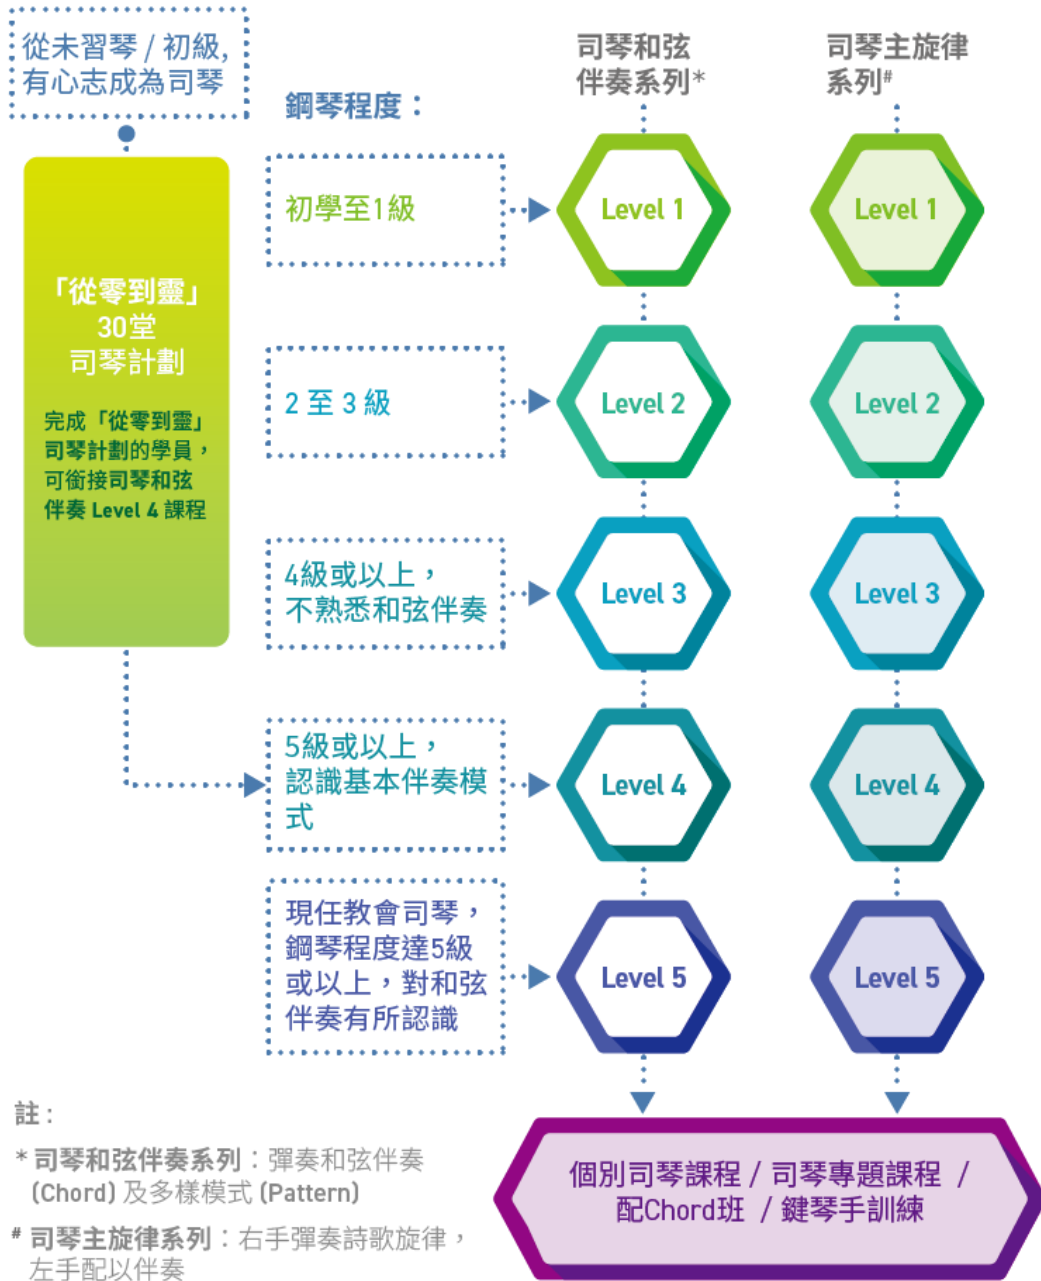 從未習琴 / 初級,
有心志成為司琴
「從零到靈」
30堂
司琴計劃
完成「從零到靈」
司琴計劃的學員，
可銜接司琴和弦
伴奏 Level 4 課程
鋼琴程度：
初學至1級
2 至 3 級
4級或以上，
不熟悉和弦伴奏
5級或以上，
認識基本伴奏模
式
現任教會司琴，
鋼琴程度達5級
或以上，對和弦
伴奏有所認識
司琴和弦
伴奏系列*
Level 1
Level 2
Level 3
Level 4
Level 5
司琴主旋律
系列#
Level 1
Level 2
Level 3
Level 4
Level 5
個別司琴課程 / 司琴專題課程 /
配Chord班 / 鍵琴手訓練
註：
* 司琴和弦伴奏系列：彈奏和弦伴奏
(Chord) 及多樣模式 (Pattern)
# 司琴主旋律系列：右手彈奏詩歌旋律，
左手配以伴奏